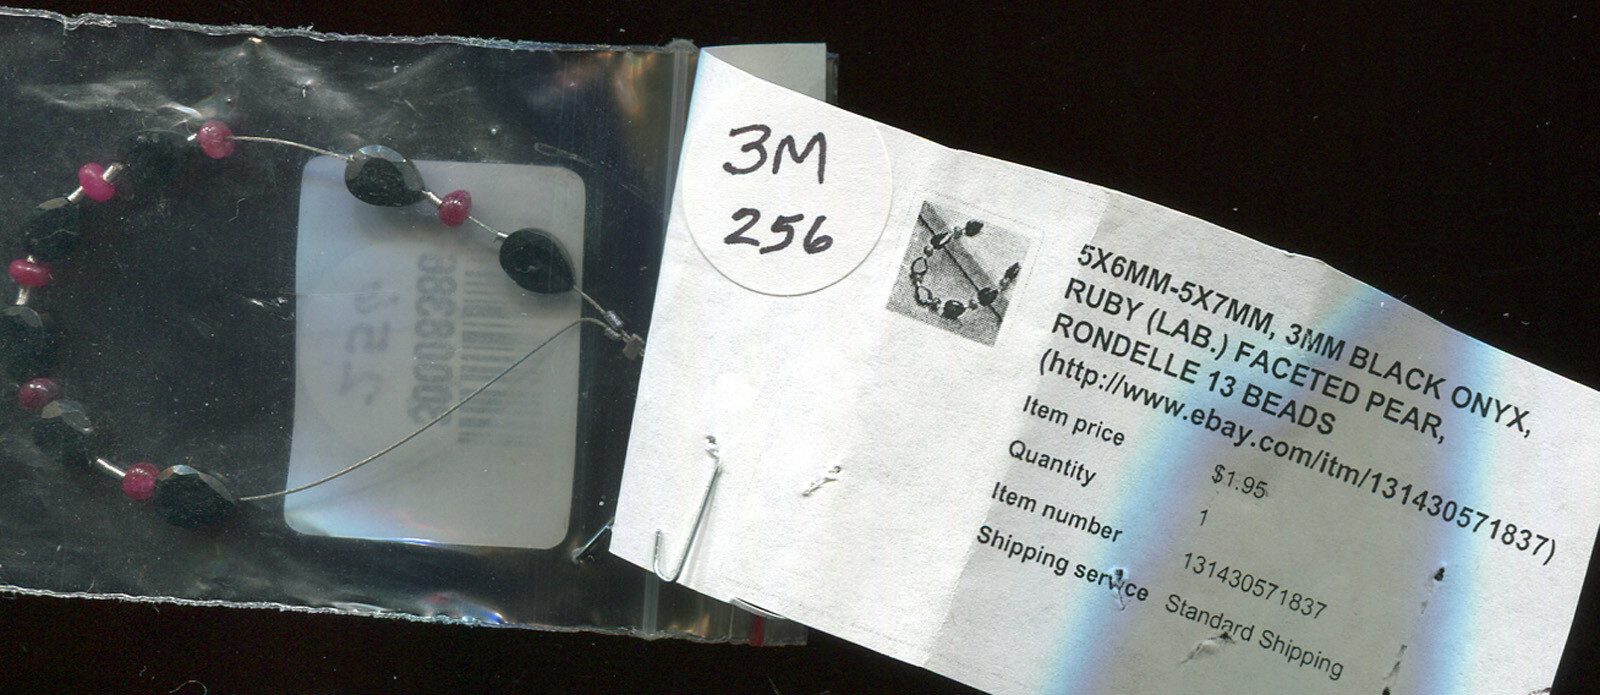 3M
256
5X6MM-5X7MM, 3MM BLACK ONYX,
RUBY (LAB.) FACETED PEAR,
RONDELLE 13 BEADS
(http://www.ebay.com/itm/131430571837)
Item price $1.95
Quantity 1
Item number 131430571837
Shipping service Standard Shipping